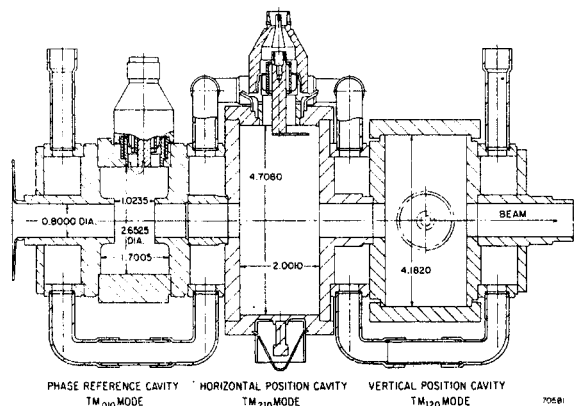 4.7080
1.0235
0.8000 DIA.
2.6525
DIA.
1.7005
2.0010
4.1820
BEAM
PHASE REFERENCE CAVITY
TM010 MODE
HORIZONTAL POSITION CAVITY
TM210 MODE
VERTICAL POSITION CAVITY
TM120 MODE